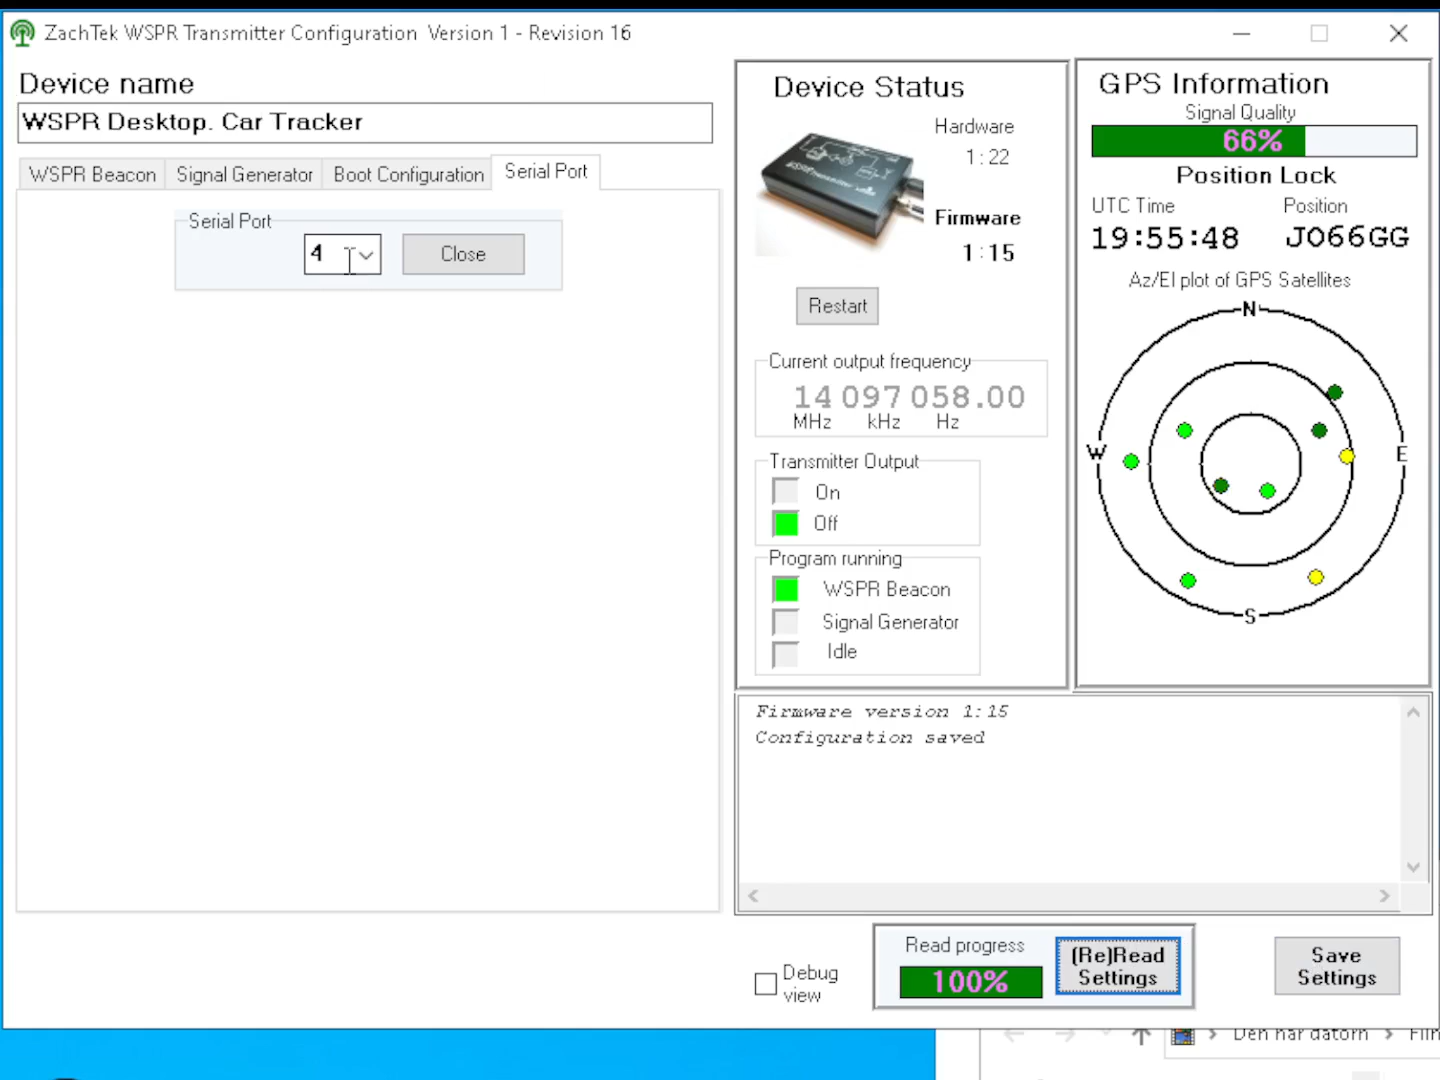 ZachTek WSPR Transmitter Configuration Version 1 - Revision 16
Device name
WSPR Desktop. Car Tracker
WSPR Beacon
Signal Generator
Boot Configuration
Serial Port
Serial Port
4
Close
Device Status
Hardware
1:22
Firmware
1:15
Restart
Current output frequency
14 097 058.00
MHz kHz Hz
Transmitter Output
On
Off
Program running
WSPR Beacon
Signal Generator
Idle
GPS Information
Signal Quality
66%
Position Lock
UTC Time Position
19:55:48 JO66GG
Az/El plot of GPS Satellites
N
W
E
S
Firmware version 1:15
Configuration saved
Debug
view
Read progress
100%
(Re)Read
Settings
Save
Settings
Den här datorn